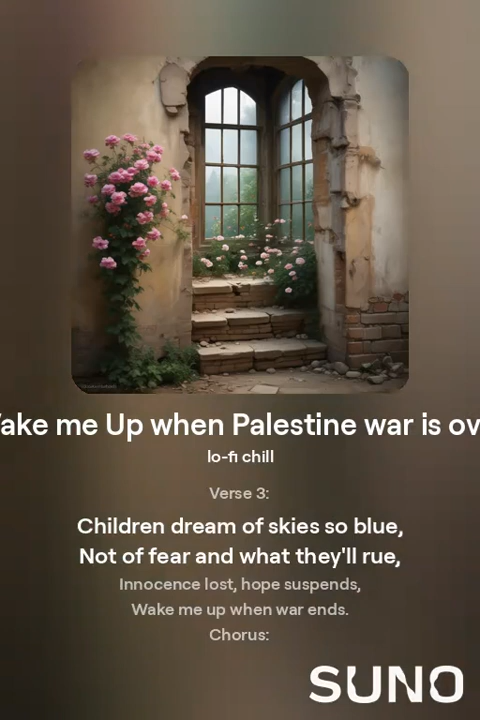 Wake me Up when Palestine war is ov
lo-fi chill
Verse 3:
Children dream of skies so blue,
Not of fear and what they'll rue,
Innocence lost, hope suspends,
Wake me up when war ends.
Chorus:
SUNO